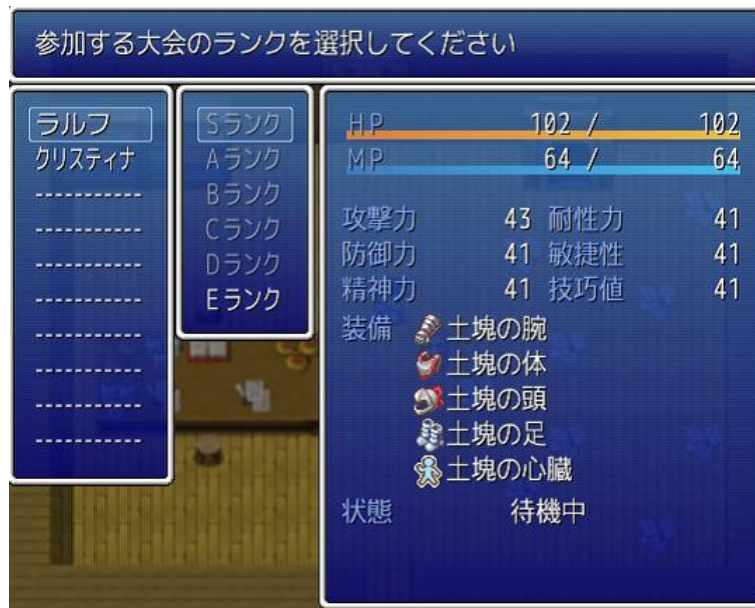 参加する大会のランクを選択してください
ラルフ
クリスティナ
-----------
-----------
-----------
-----------
-----------
-----------
-----------
-----------
Sランク
Aランク
Bランク
Cランク
Dランク
Eランク
HP 102 / 102
MP 64 / 64
攻撃力 43 耐性力 41
防御力 41 敏捷性 41
精神力 41 技巧値 41
装備 土塊の腕
土塊の体
土塊の頭
土塊の足
土塊の心臓
状態 待機中